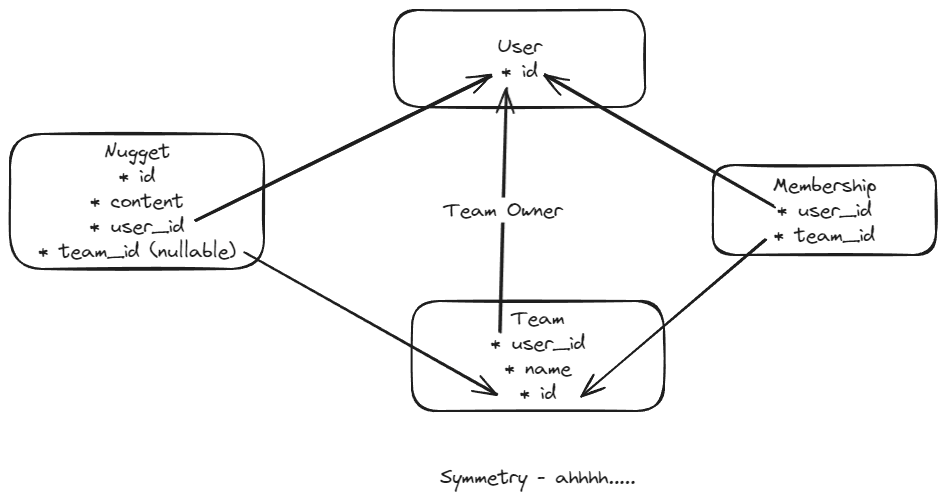 User
* id
Nugget
* id
* content
* user_id
* team_id (nullable)
Team Owner
Membership
* user_id
* team_id
Team
* user_id
* name
* id
Symmetry - ahhhh.....